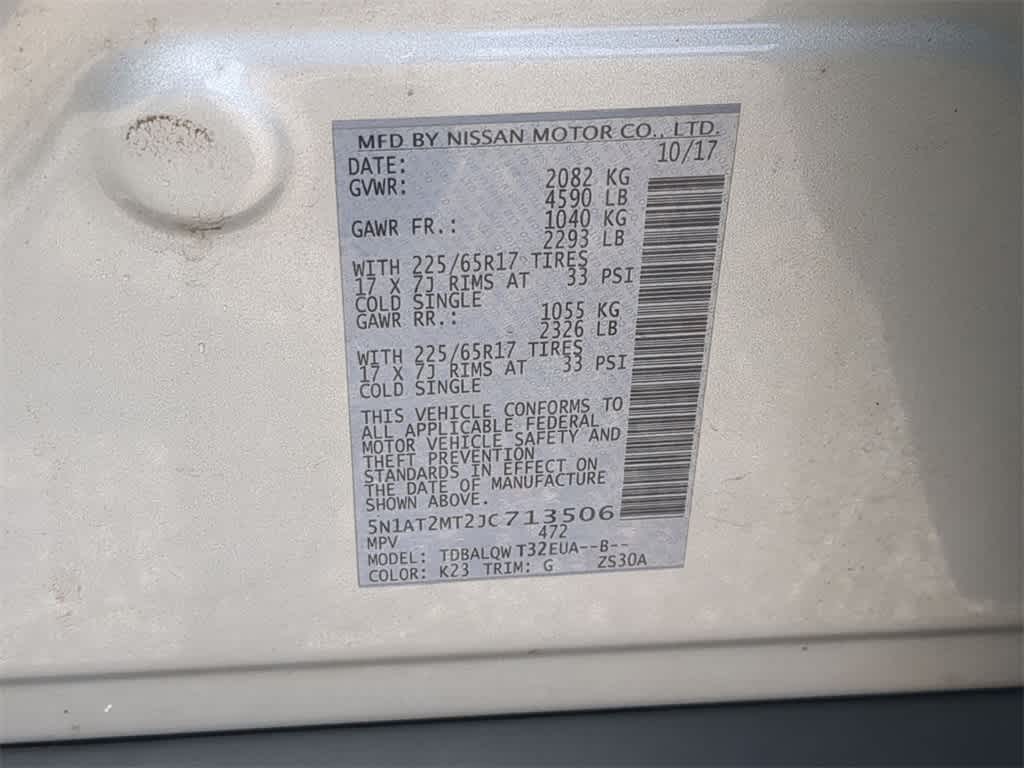 MFD BY NISSAN MOTOR CO., LTD.
DATE: 10/17
GVWR: 2082 KG
4590 LB
GAWR FR.: 1040 KG
2293 LB
WITH 225/65R17 TIRES
17 X 7J RIMS AT 33 PSI
COLD SINGLE
GAWR RR.: 1055 KG
2326 LB
WITH 225/65R17 TIRES
17 X 7J RIMS AT 33 PSI
COLD SINGLE
THIS VEHICLE CONFORMS TO
ALL APPLICABLE FEDERAL
MOTOR VEHICLE SAFETY AND
THEFT PREVENTION
STANDARDS IN EFFECT ON
THE DATE OF MANUFACTURE
SHOWN ABOVE.
5N1AT2MT2JC713506
MPV 472
MODEL: TDBALQW T32EUA--B--
COLOR: K23 TRIM: G ZS30A